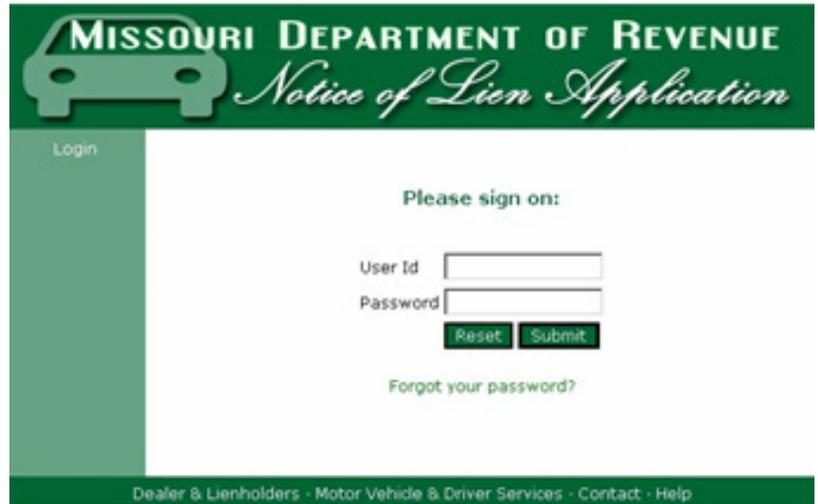 MISSOURI DEPARTMENT OF REVENUE
Notice of Lien Application
Login
Please sign on:
User Id
Password
Reset Submit
Forgot your password?
Dealer & Lienholders - Motor Vehicle & Driver Services - Contact - Help